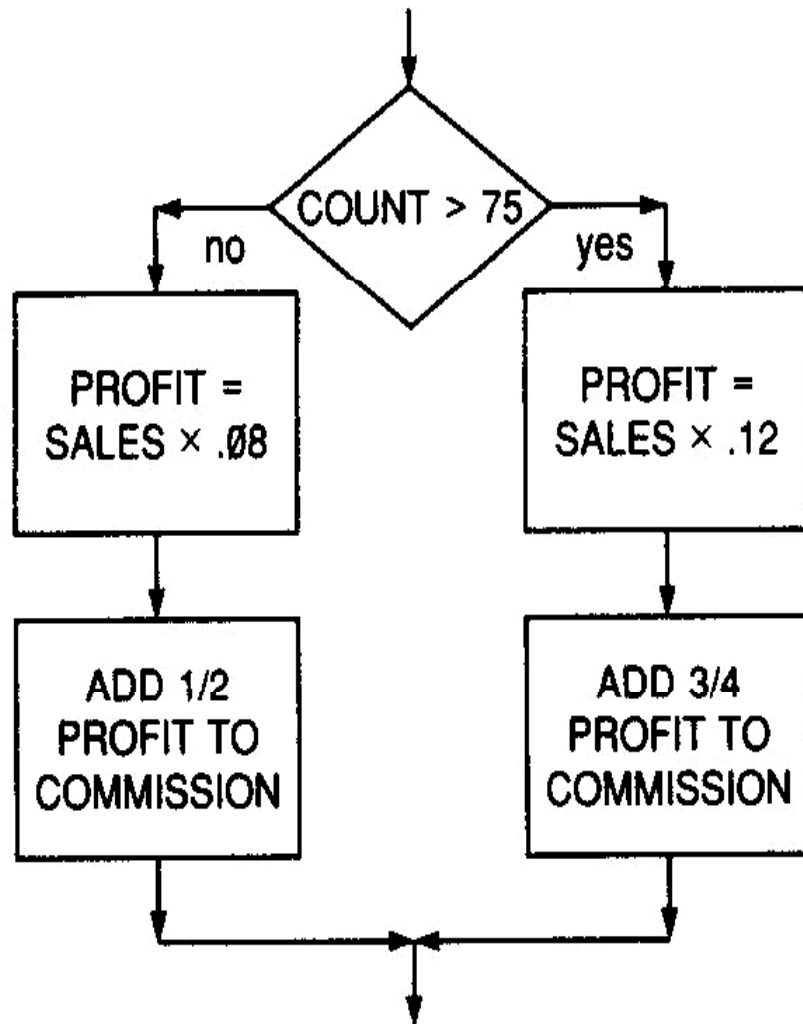 COUNT > 75
no
yes
PROFIT =
SALES × .Ø8
PROFIT =
SALES × .12
ADD 1/2
PROFIT TO
COMMISSION
ADD 3/4
PROFIT TO
COMMISSION